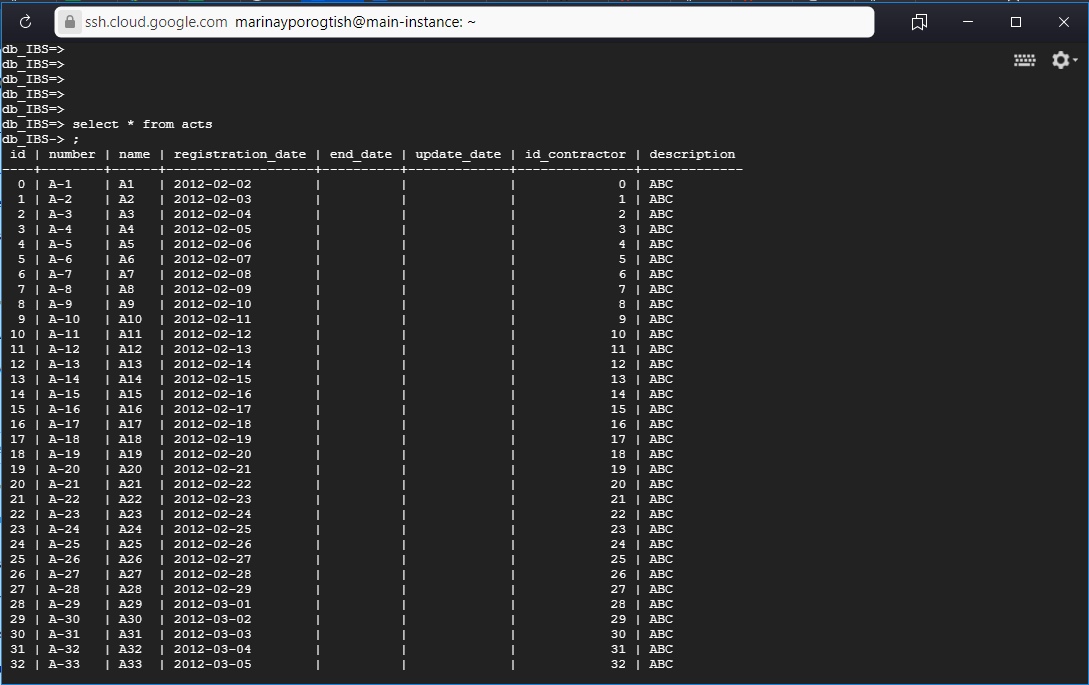 ssh.cloud.google.com marinayporogtish@main-instance: ~
db_IBS=>
db_IBS=>
db_IBS=>
db_IBS=>
db_IBS=>
db_IBS=> select * from acts
db_IBS-> ;
 id | number | name | registration_date | end_date | update_date | id_contractor | description
----+--------+------+-------------------+----------+-------------+---------------+-------------
  0 | A-1    | A1   | 2012-02-02        |          |             |             0 | ABC
  1 | A-2    | A2   | 2012-02-03        |          |             |             1 | ABC
  2 | A-3    | A3   | 2012-02-04        |          |             |             2 | ABC
  3 | A-4    | A4   | 2012-02-05        |          |             |             3 | ABC
  4 | A-5    | A5   | 2012-02-06        |          |             |             4 | ABC
  5 | A-6    | A6   | 2012-02-07        |          |             |             5 | ABC
  6 | A-7    | A7   | 2012-02-08        |          |             |             6 | ABC
  7 | A-8    | A8   | 2012-02-09        |          |             |             7 | ABC
  8 | A-9    | A9   | 2012-02-10        |          |             |             8 | ABC
  9 | A-10   | A10  | 2012-02-11        |          |             |             9 | ABC
 10 | A-11   | A11  | 2012-02-12        |          |             |            10 | ABC
 11 | A-12   | A12  | 2012-02-13        |          |             |            11 | ABC
 12 | A-13   | A13  | 2012-02-14        |          |             |            12 | ABC
 13 | A-14   | A14  | 2012-02-15        |          |             |            13 | ABC
 14 | A-15   | A15  | 2012-02-16        |          |             |            14 | ABC
 15 | A-16   | A16  | 2012-02-17        |          |             |            15 | ABC
 16 | A-17   | A17  | 2012-02-18        |          |             |            16 | ABC
 17 | A-18   | A18  | 2012-02-19        |          |             |            17 | ABC
 18 | A-19   | A19  | 2012-02-20        |          |             |            18 | ABC
 19 | A-20   | A20  | 2012-02-21        |          |             |            19 | ABC
 20 | A-21   | A21  | 2012-02-22        |          |             |            20 | ABC
 21 | A-22   | A22  | 2012-02-23        |          |             |            21 | ABC
 22 | A-23   | A23  | 2012-02-24        |          |             |            22 | ABC
 23 | A-24   | A24  | 2012-02-25        |          |             |            23 | ABC
 24 | A-25   | A25  | 2012-02-26        |          |             |            24 | ABC
 25 | A-26   | A26  | 2012-02-27        |          |             |            25 | ABC
 26 | A-27   | A27  | 2012-02-28        |          |             |            26 | ABC
 27 | A-28   | A28  | 2012-02-29        |          |             |            27 | ABC
 28 | A-29   | A29  | 2012-03-01        |          |             |            28 | ABC
 29 | A-30   | A30  | 2012-03-02        |          |             |            29 | ABC
 30 | A-31   | A31  | 2012-03-03        |          |             |            30 | ABC
 31 | A-32   | A32  | 2012-03-04        |          |             |            31 | ABC
 32 | A-33   | A33  | 2012-03-05        |          |             |            32 | ABC